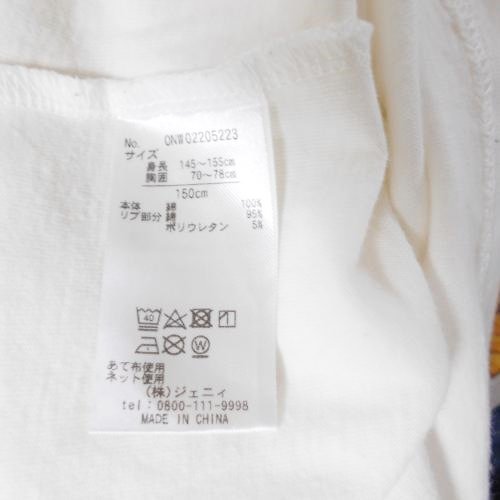 No. ONW02205223
サイズ
身長 145~155cm
胸囲 70~78cm
150cm
本体 綿 100%
リブ部分 綿 95%
ポリウレタン 5%
40
W
あて布使用
ネット使用
(株)ジェニィ
tel:0800-111-9998
MADE IN CHINA